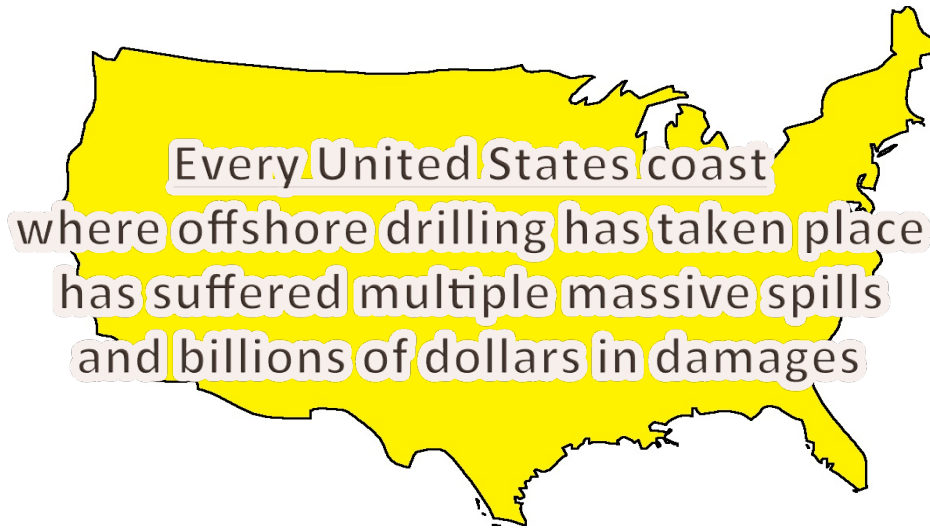 Every United States coast
where offshore drilling has taken place
has suffered multiple massive spills
and billions of dollars in damages